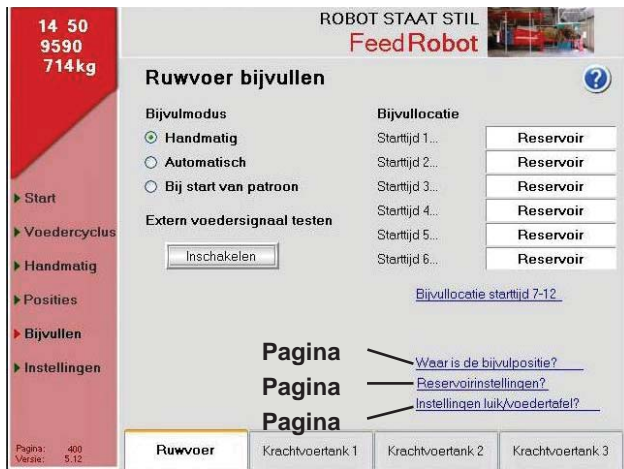 14 50
9590
714kg
ROBOT STAAT STIL
FeedRobot
Ruwvoer bijvullen
Bijvulmodus
Handmatig
Automatisch
Bij start van patroon
Extern voedersignaal testen
Inschakelen
Bijvullocatie
Starttijd 1... Reservoir
Starttijd 2... Reservoir
Starttijd 3... Reservoir
Starttijd 4... Reservoir
Starttijd 5... Reservoir
Starttijd 6... Reservoir
Bijvullocatie starttijd 7-12
Start
Voedercyclus
Handmatig
Posities
Bijvullen
Instellingen
Pagina Waar is de bijvulpositie?
Pagina Reservoirinstellingen?
Pagina Instellingen luik/voedertafel?
Pagina: 400
Versie: 5.12
Ruwvoer Krachtvoertank 1 Krachtvoertank 2 Krachtvoertank 3